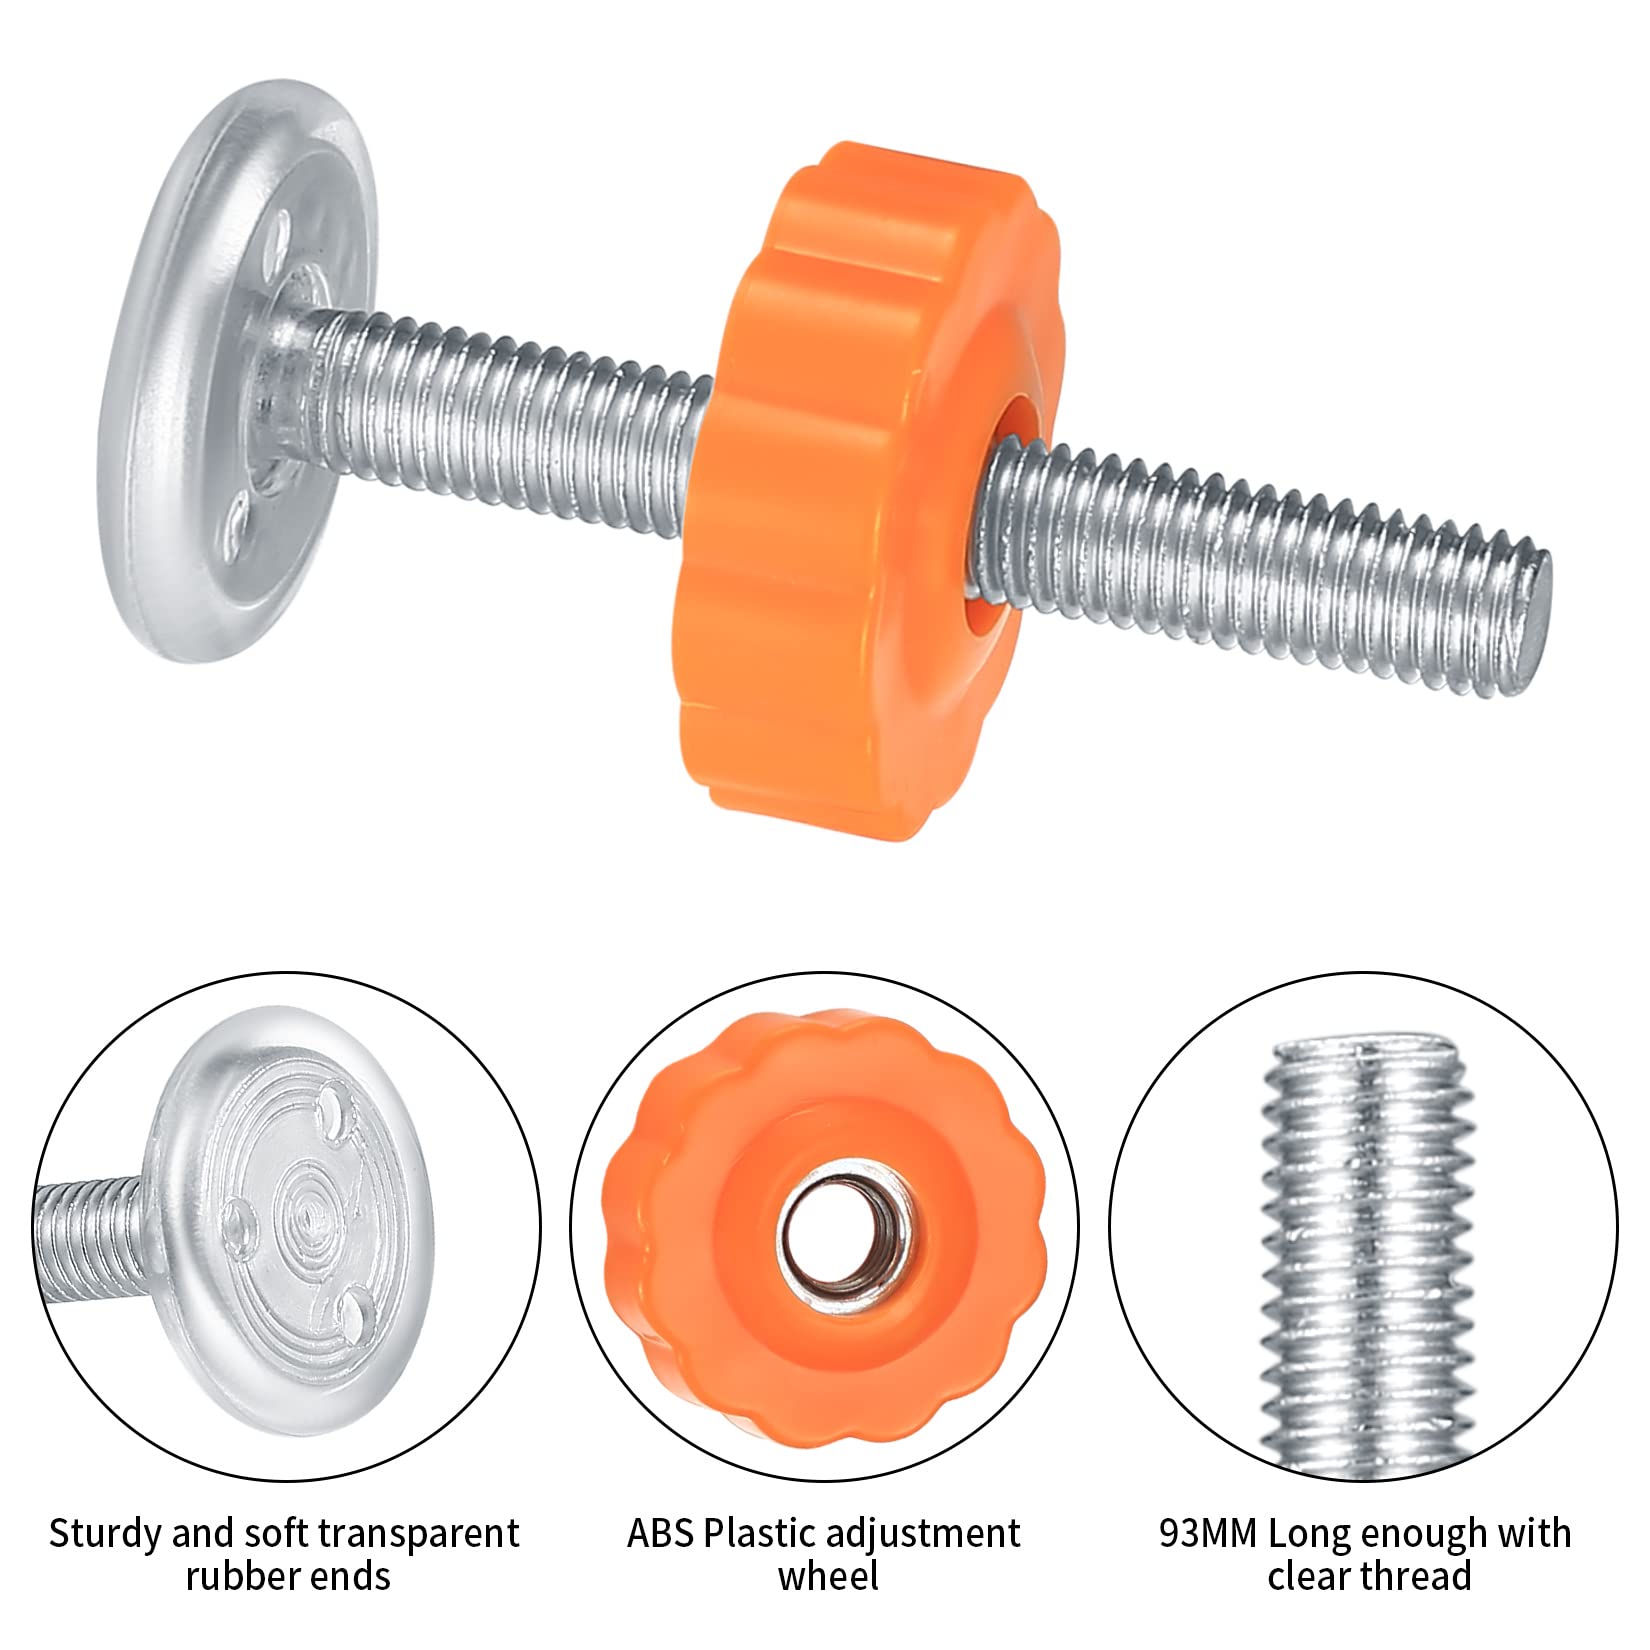 Sturdy and soft transparent
rubber ends
ABS Plastic adjustment
wheel
93MM Long enough with
clear thread